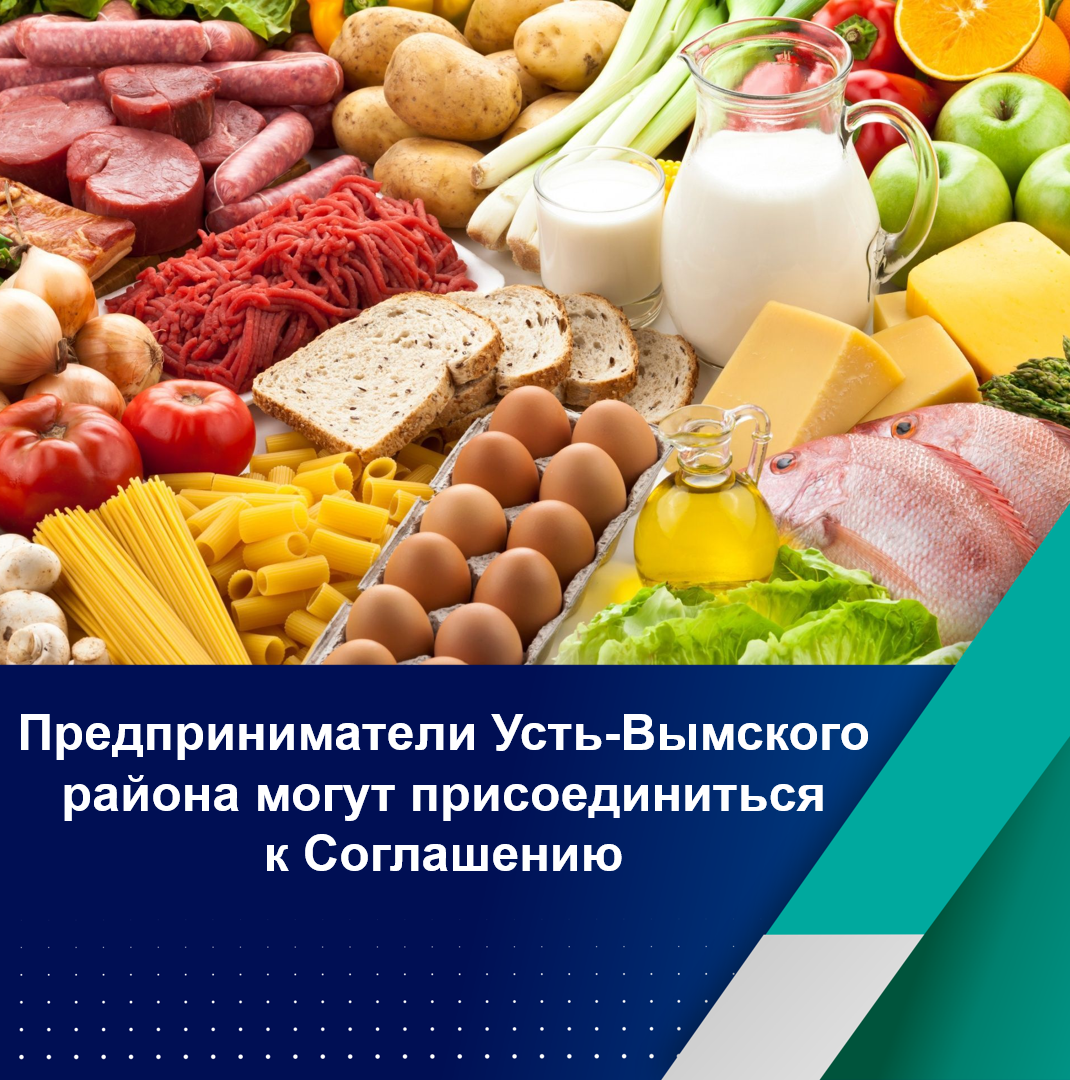 Предприниматели Усть-Вымского
района могут присоединиться
к Соглашению